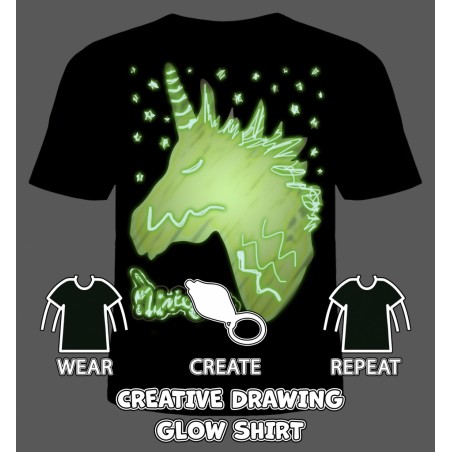 WEAR
CREATE
REPEAT
CREATIVE DRAWING
GLOW SHIRT